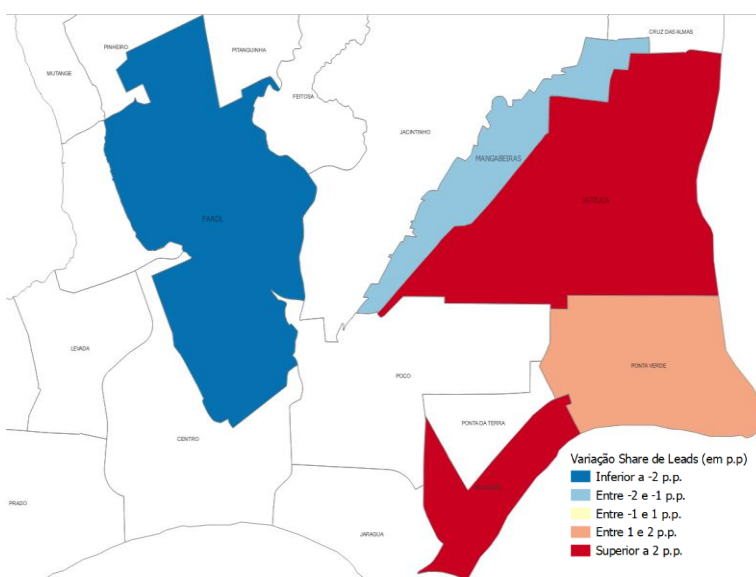 CRUZ DAS ALMAS
PINHEIRO
PITANGUINHA
MUTANGE
FEITOSA
JACINTINHO
MANGABEIRAS
JATIUCA
FAROL
LEVADA
POCO
PONTA VERDE
PONTA DA TERRA
CENTRO
PRADO
JARAGUA
Variação Share de Leads (em p.p)
Inferior a -2 p.p.
Entre -2 e -1 p.p.
Entre -1 e 1 p.p.
Entre 1 e 2 p.p.
Superior a 2 p.p.